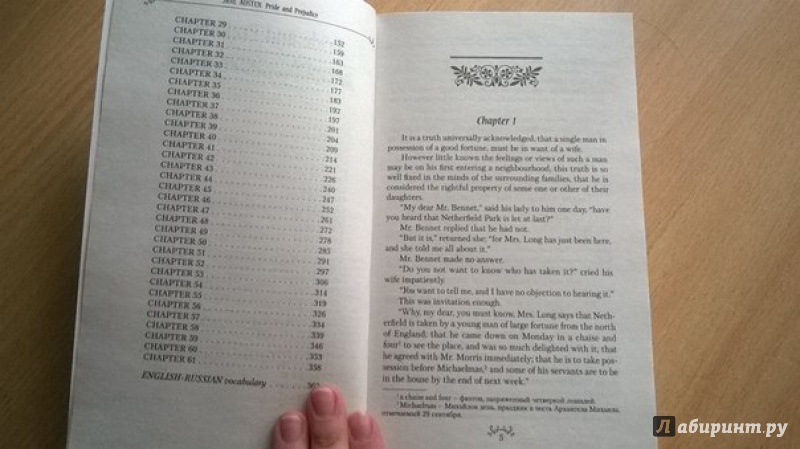 JANE AUSTEN. Pride and Prejudice
CHAPTER 29 152
CHAPTER 30 159
CHAPTER 31 163
CHAPTER 32 168
CHAPTER 33 172
CHAPTER 34 177
CHAPTER 35 183
CHAPTER 36 192
CHAPTER 37 197
CHAPTER 38 201
CHAPTER 39 204
CHAPTER 40 209
CHAPTER 41 214
CHAPTER 42 221
CHAPTER 43 226
CHAPTER 44 240
CHAPTER 45 247
CHAPTER 46 252
CHAPTER 47 261
CHAPTER 48 272
CHAPTER 49 278
CHAPTER 50 285
CHAPTER 51 291
CHAPTER 52 297
CHAPTER 53 306
CHAPTER 54 314
CHAPTER 55 319
CHAPTER 56 326
CHAPTER 57 334
CHAPTER 58 339
CHAPTER 59 346
CHAPTER 60 353
CHAPTER 61 358
ENGLISH-RUSSIAN vocabulary
Chapter 1
It is a truth universally acknowledged, that a single man in
possession of a good fortune, must be in want of a wife.
However little known the feelings or views of such a man
may be on his first entering a neighbourhood, this truth is so
well fixed in the minds of the surrounding families, that he is
considered the rightful property of some one or other of their
daughters.
"My dear Mr. Bennet," said his lady to him one day, "have
you heard that Netherfield Park is let at last?"
Mr. Bennet replied that he had not.
"But it is," returned she; "for Mrs. Long has just been here,
and she told me all about it."
Mr. Bennet made no answer.
"Do you not want to know who has taken it?" cried his
wife impatiently.
"You want to tell me, and I have no objection to hearing it."
This was invitation enough.
"Why, my dear, you must know, Mrs. Long says that Neth-
erfield is taken by a young man of large fortune from the north
of England; that he came down on Monday in a chaise and
four¹ to see the place, and was so much delighted with it, that
he agreed with Mr. Morris immediately; that he is to take pos-
session before Michaelmas,² and some of his servants are to be
in the house by the end of next week."
¹ a chaise and four – фаэтон, запряженный четверкой лошадей.
² Michaelmas – Михайлов день, праздник в честь Архангела Михаила,
отмечаемый 29 сентября.
5
Лабиринт.ру